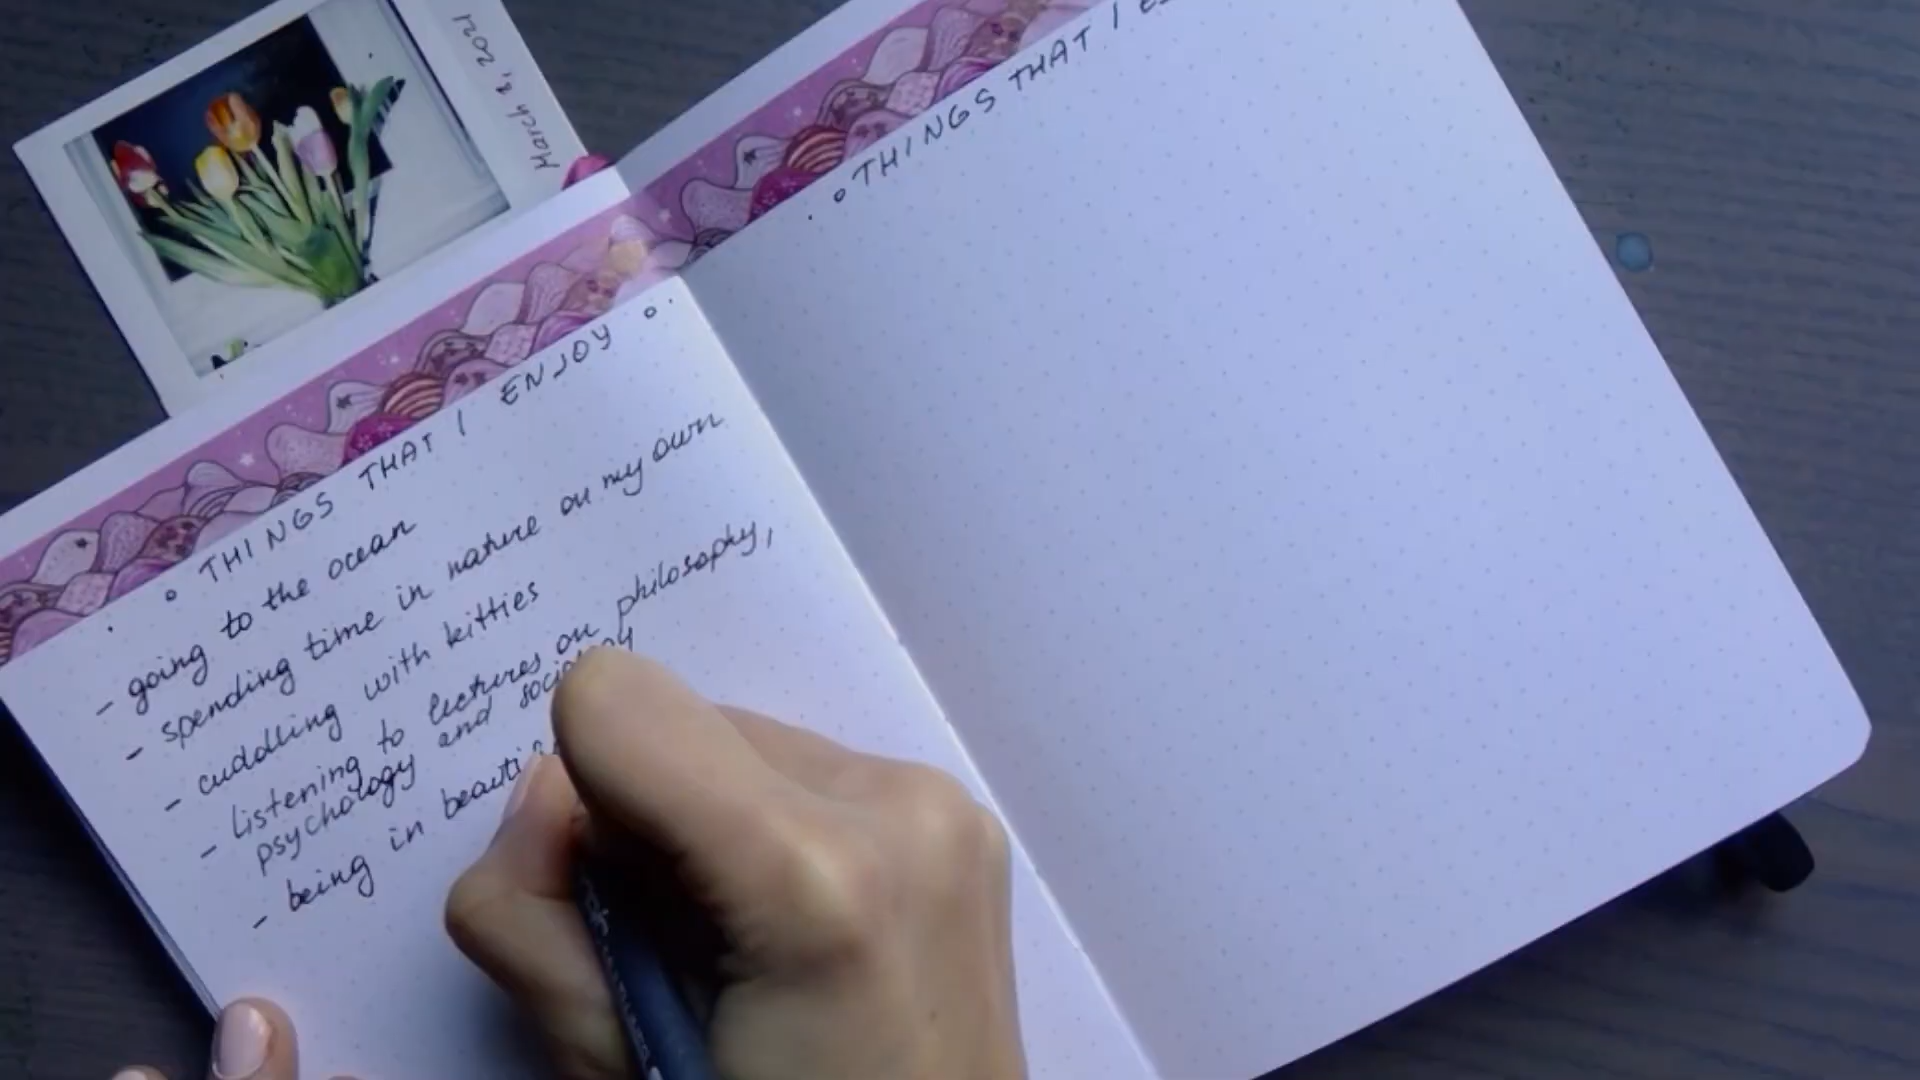 March 8, 2021
THINGS THAT I ENJOY
- going to the ocean
- spending time in nature on my own
- cuddling with kitties
- listening to lectures on philosophy,
psychology and sociology
- being in
THINGS THAT I